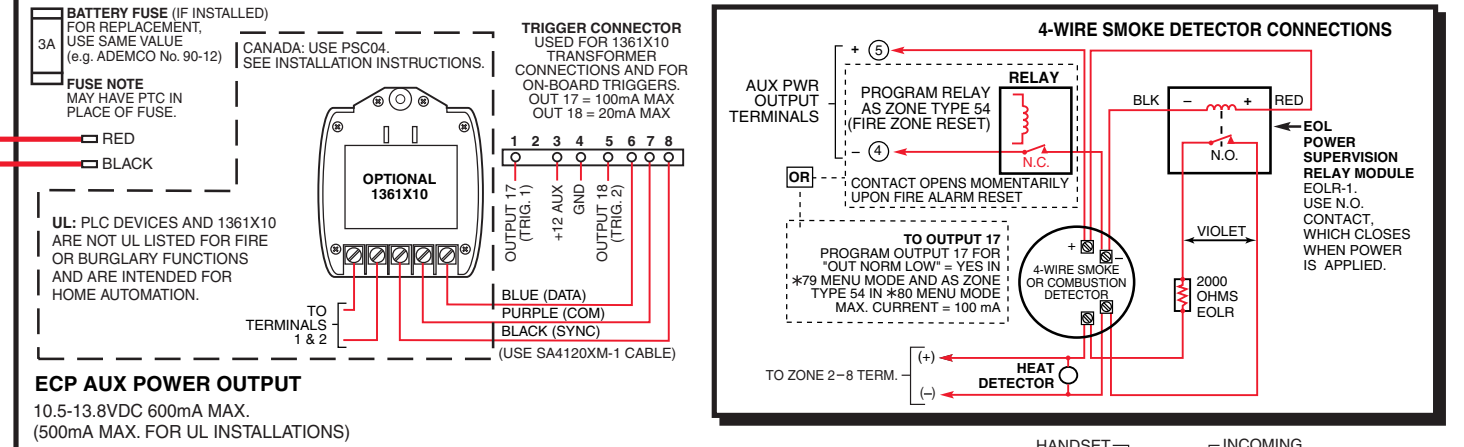 BATTERY FUSE (IF INSTALLED)
FOR REPLACEMENT,
USE SAME VALUE
(e.g. ADEMCO No. 90-12)
3A
FUSE NOTE
MAY HAVE PTC IN
PLACE OF FUSE.
RED
BLACK
CANADA: USE PSC04.
SEE INSTALLATION INSTRUCTIONS.
OPTIONAL
1361X10
UL: PLC DEVICES AND 1361X10
ARE NOT UL LISTED FOR FIRE
OR BURGLARY FUNCTIONS
AND ARE INTENDED FOR
HOME AUTOMATION.
TO
TERMINALS
1 & 2
TRIGGER CONNECTOR
USED FOR 1361X10
TRANSFORMER
CONNECTIONS AND FOR
ON-BOARD TRIGGERS.
OUT 17 = 100mA MAX
OUT 18 = 20mA MAX
1 2 3 4 5 6 7 8
OUTPUT 17
(TRIG. 1)
+12 AUX
GND
OUTPUT 18
(TRIG. 2)
BLUE (DATA)
PURPLE (COM)
BLACK (SYNC)
(USE SA4120XM-1 CABLE)
ECP AUX POWER OUTPUT
10.5-13.8VDC 600mA MAX.
(500mA MAX. FOR UL INSTALLATIONS)
4-WIRE SMOKE DETECTOR CONNECTIONS
AUX PWR
OUTPUT
TERMINALS
+ 5
– 4
RELAY
PROGRAM RELAY
AS ZONE TYPE 54
(FIRE ZONE RESET)
N.C.
CONTACT OPENS MOMENTARILY
UPON FIRE ALARM RESET
OR
TO OUTPUT 17
PROGRAM OUTPUT 17 FOR
"OUT NORM LOW" = YES IN
*79 MENU MODE AND AS ZONE
TYPE 54 IN *80 MENU MODE
MAX. CURRENT = 100 mA
+ –
4-WIRE SMOKE
OR COMBUSTION
DETECTOR
BLK – + RED
N.O.
EOL
POWER
SUPERVISION
RELAY MODULE
EOLR-1.
USE N.O.
CONTACT,
WHICH CLOSES
WHEN POWER
IS APPLIED.
VIOLET
2000
OHMS
EOLR
TO ZONE 2–8 TERM.
(+)
(–)
HEAT
DETECTOR
HANDSET
INCOMING